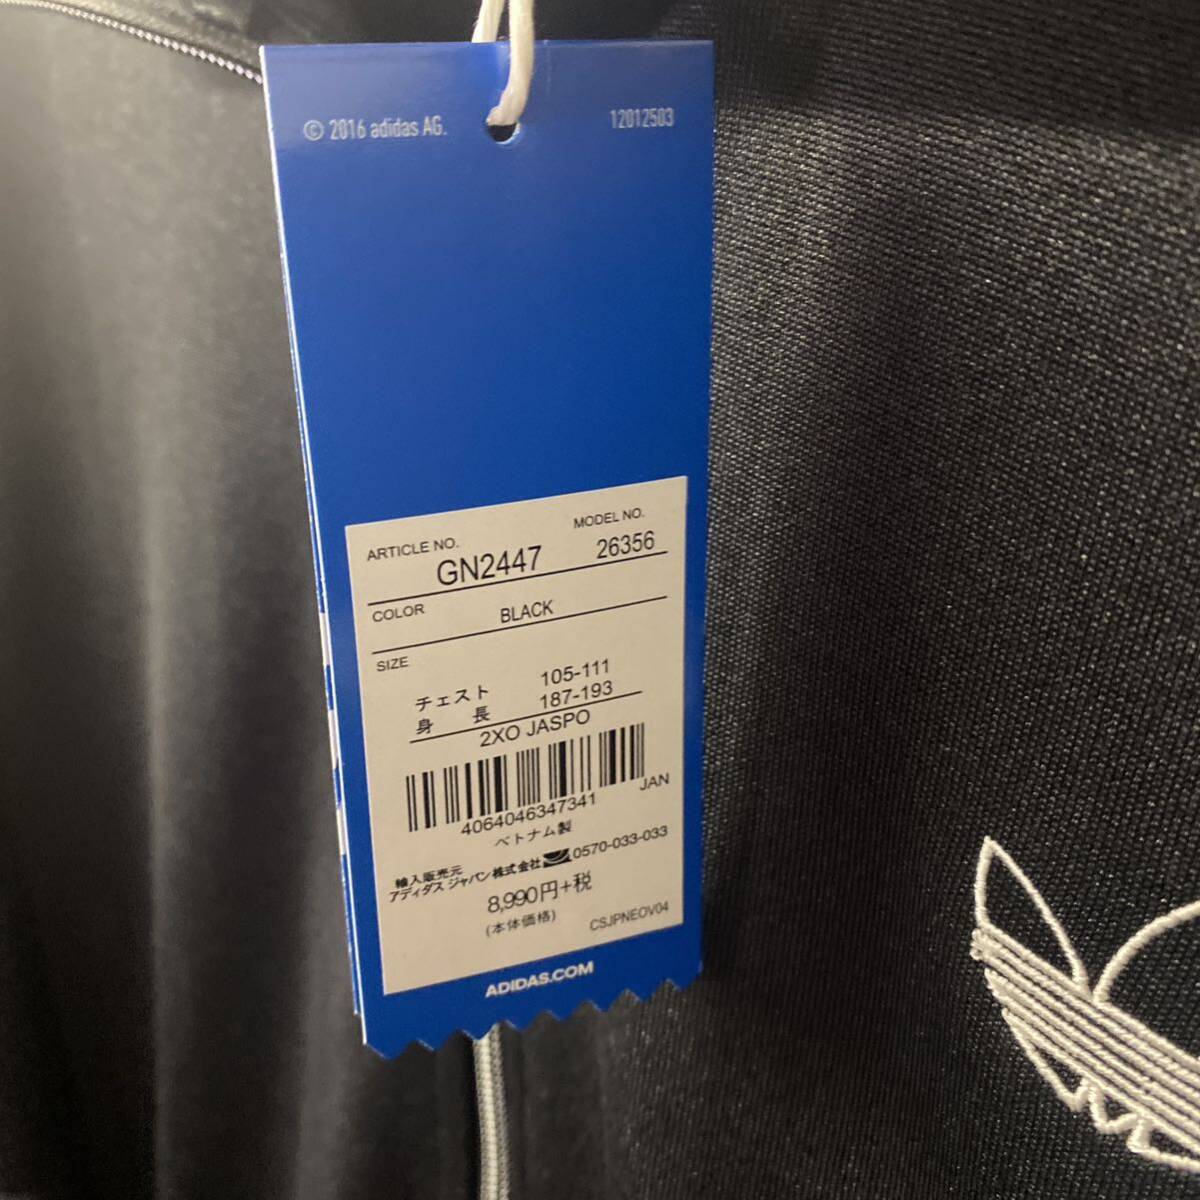 © 2016 adidas AG. 12012503
ARTICLE NO. MODEL NO.
GN2447 26356
COLOR BLACK
SIZE
チェスト 105-111
身 長 187-193
2XO JASPO
4064046347341 JAN
ベトナム製
輸入販売元
アディダス ジャパン株式会社 0570-033-033
8,990円+税
(本体価格) CSJPNEOV04
ADIDAS.COM